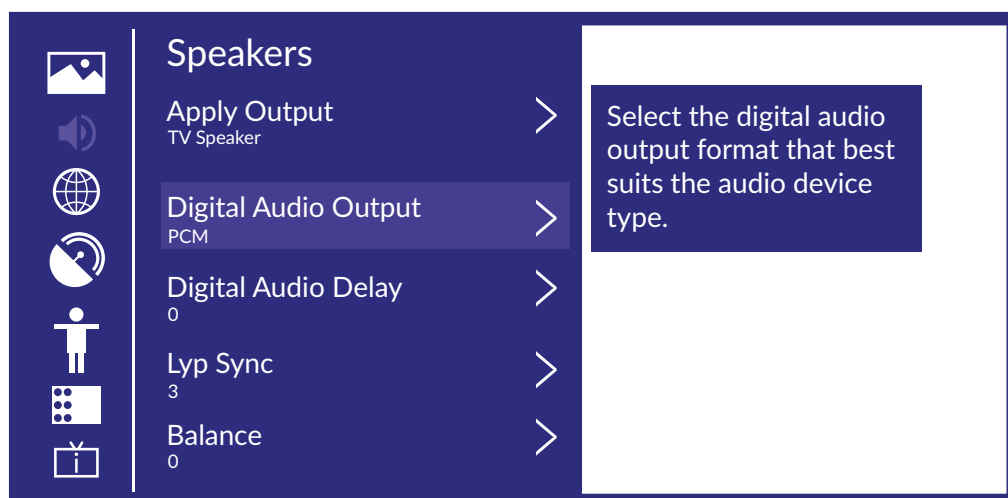 Speakers
Apply Output
TV Speaker
Digital Audio Output
PCM
Digital Audio Delay
0
Lyp Sync
3
Balance
0
Select the digital audio
output format that best
suits the audio device
type.